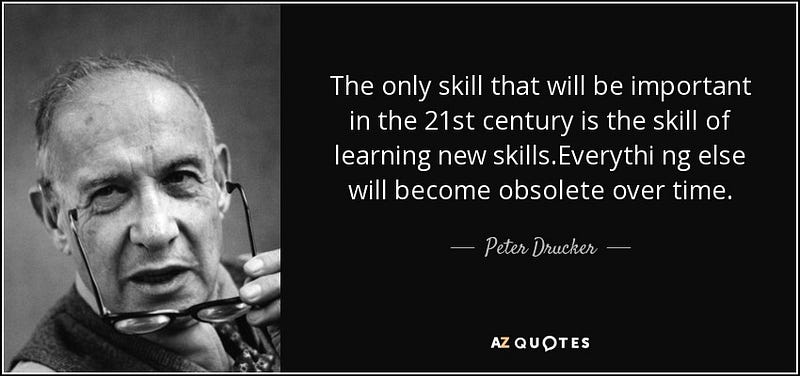 The only skill that will be important
in the 21st century is the skill of
learning new skills.Everythi ng else
will become obsolete over time.
Peter Drucker
AZ QUOTES